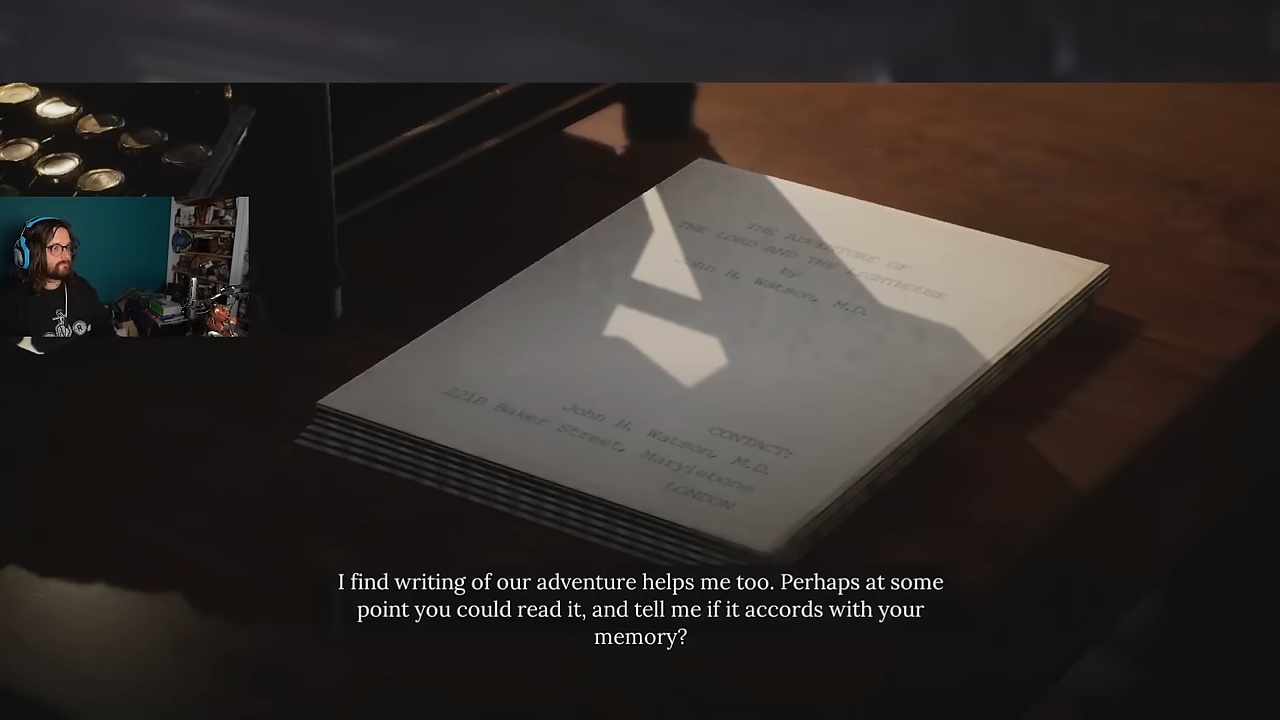 THE ADVENTURE OF
THE LORD AND THE LIGHTHOUSE
by
John H. Watson, M.D.
CONTACT:
John H. Watson, M.D.
221B Baker Street, Marylebone
LONDON
I find writing of our adventure helps me too. Perhaps at some
point you could read it, and tell me if it accords with your
memory?